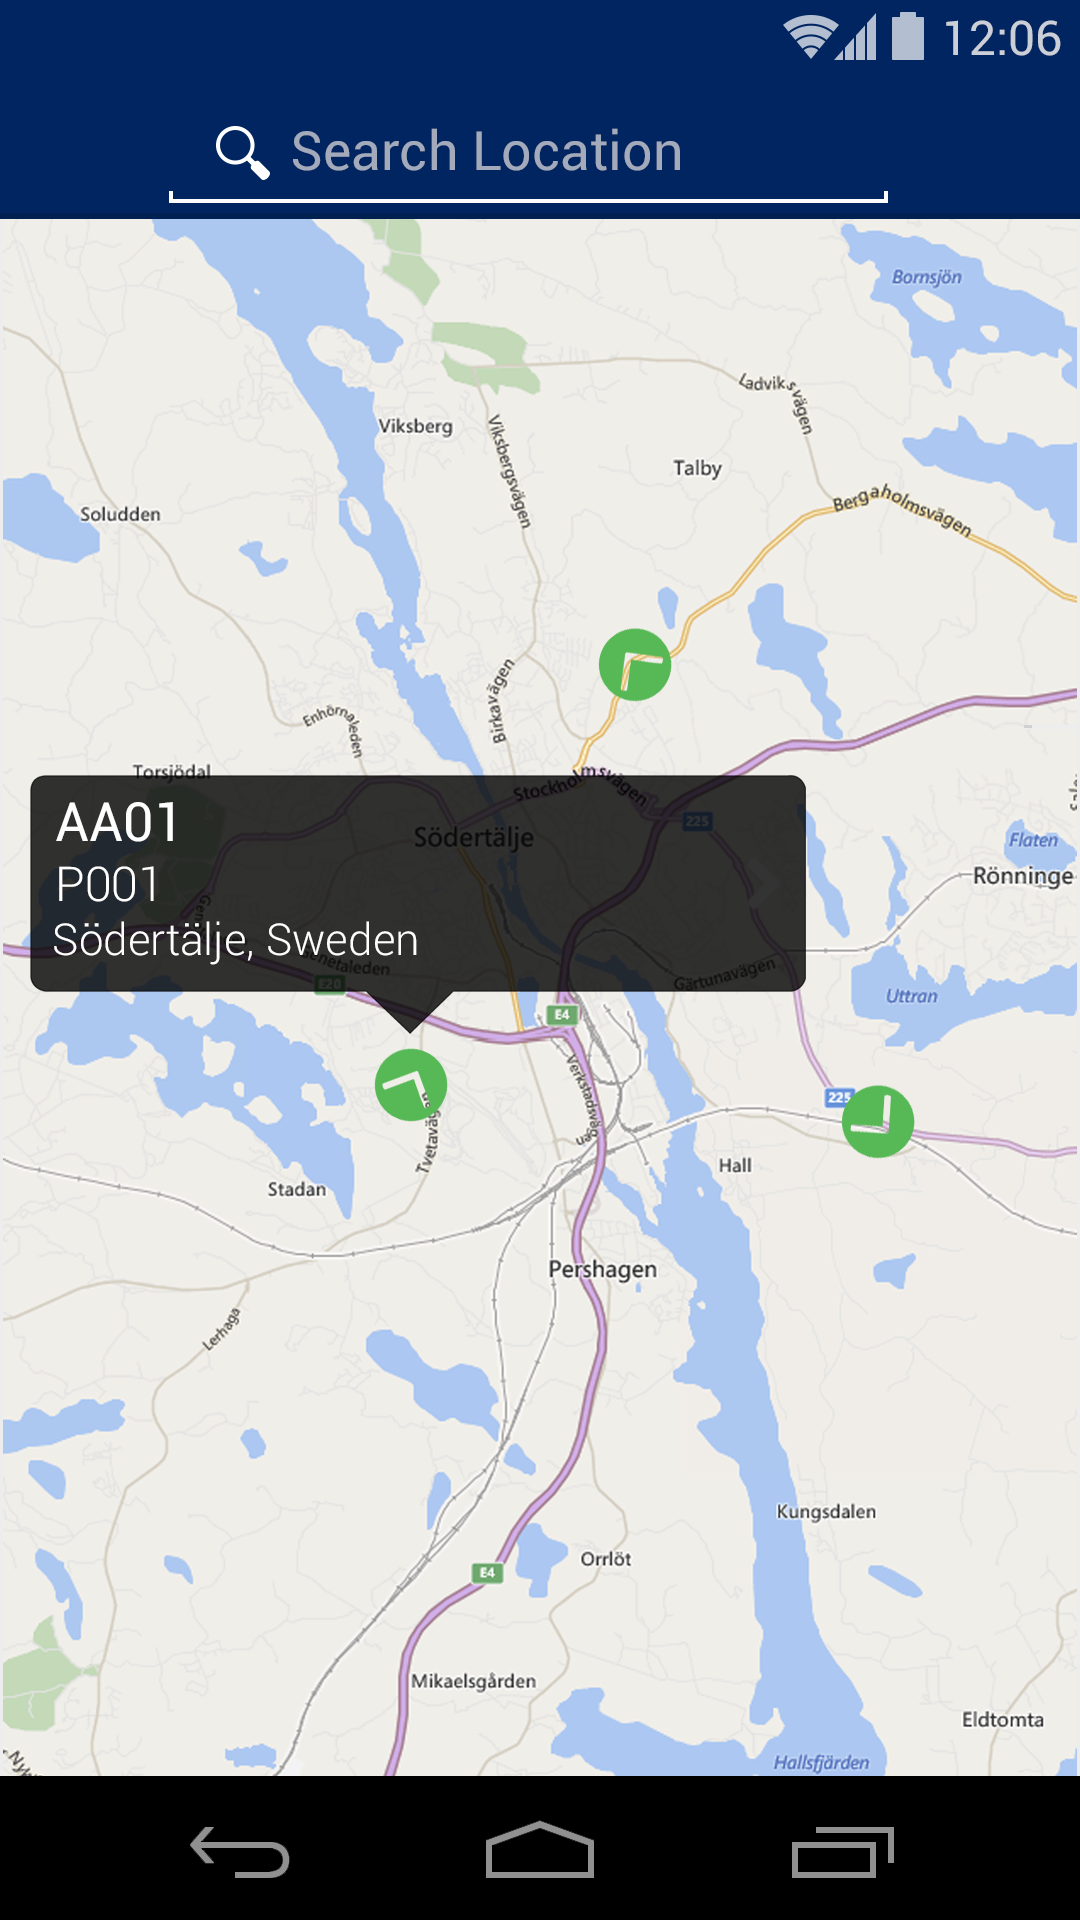 12:06
Search Location
Bornsjön
Ladviksvägen
Viksberg
Viksbergsvägen
Talby
Bergaholmsvägen
Soludden
Birkavägen
Enhörnaleden
Torsjödal
Stockholmsvägen
AA01
225
Södertälje
Flaten
P001
Rönninge
Södertälje, Sweden
Gärtunavägen
E20
Uttran
E4
Verkstadsvägen
225
Tvetavägen
Hall
Stadan
Pershagen
Lerhaga
Kungsdalen
Orrlöt
E4
Mikaelsgården
Eldtomta
Hallsfjärden